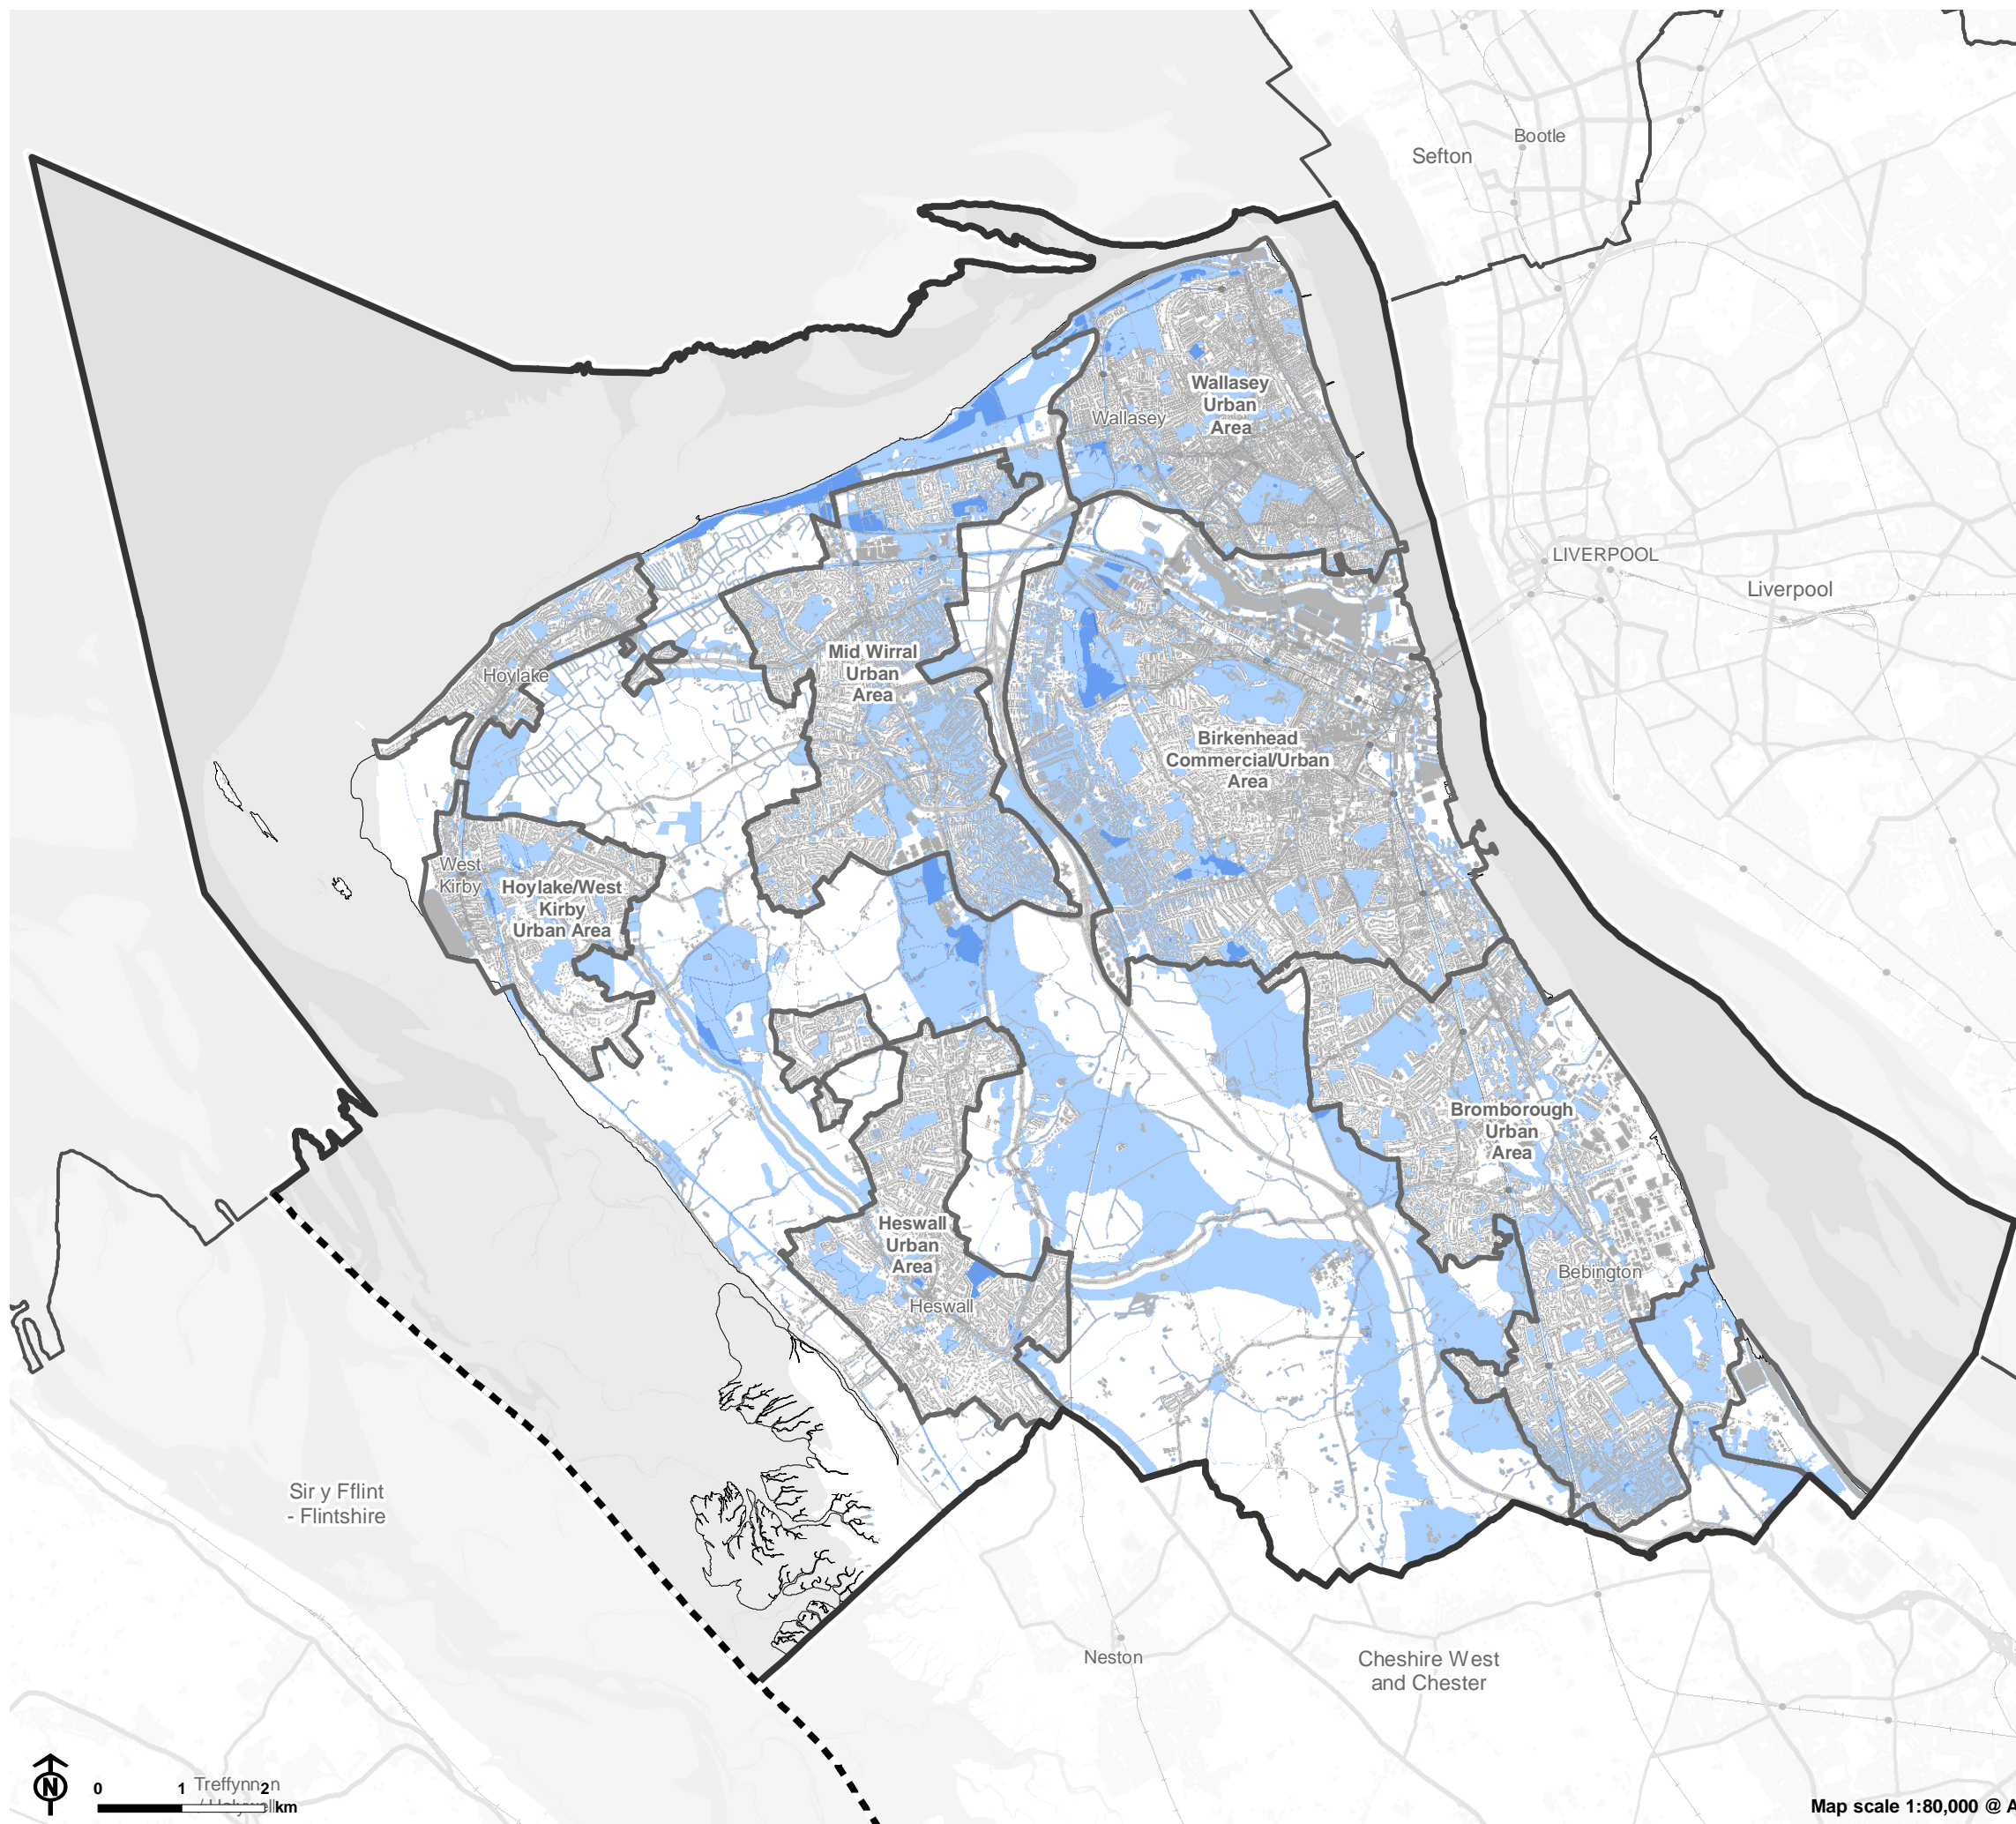 Bootle
Sefton
Wallasey
Urban
Area
Wallasey
LIVERPOOL
Liverpool
Mid Wirral
Urban
Area
Hoylake
Birkenhead
Commercial/Urban
Area
West
Kirby
Hoylake/West
Kirby
Urban Area
Bromborough
Urban
Area
Heswall
Urban
Area
Bebington
Heswall
Sir y Fflint
- Flintshire
Neston
Cheshire West
and Chester
N
0 1 2
km
Treffynnon
/ Holywell
Map scale 1:80,000 @ A